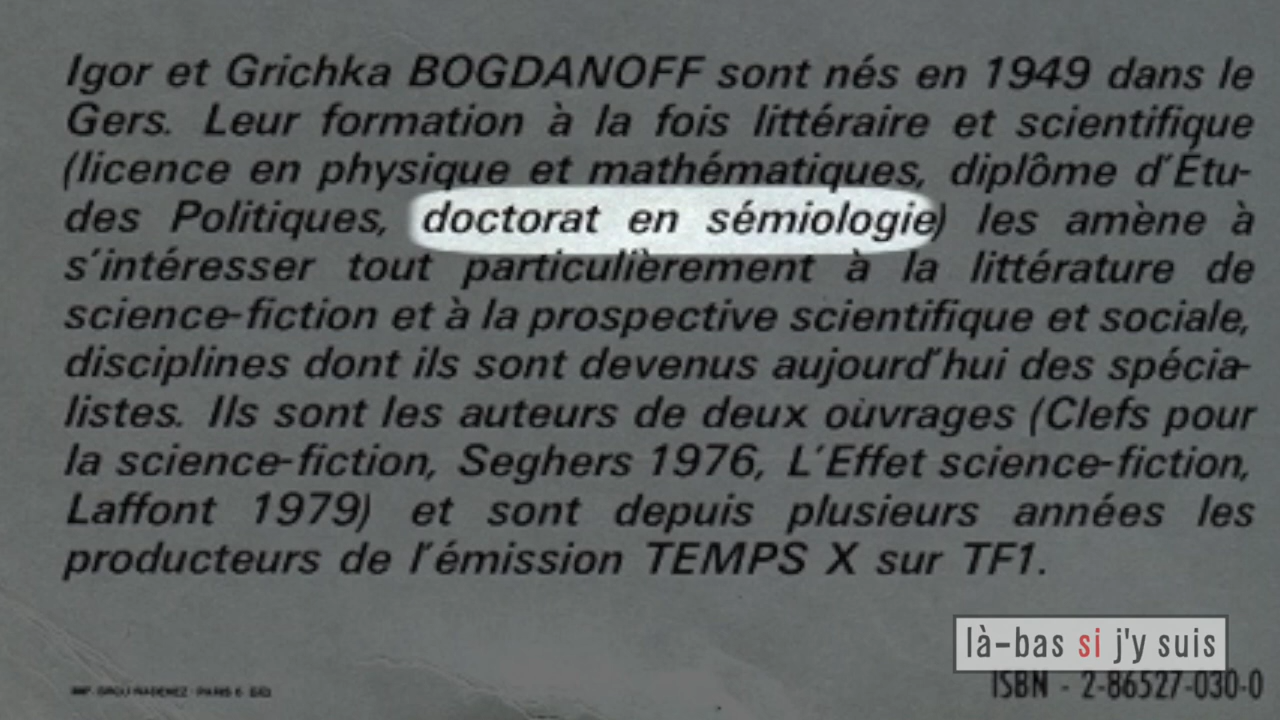 Igor et Grichka BOGDANOFF sont nés en 1949 dans le
Gers. Leur formation à la fois littéraire et scientifique
(licence en physique et mathématiques, diplôme d'Étu-
des Politiques, doctorat en sémiologie) les amène à
s'intéresser tout particulièrement à la littérature de
science-fiction et à la prospective scientifique et sociale,
disciplines dont ils sont devenus aujourd'hui des spécia-
listes. Ils sont les auteurs de deux ouvrages (Clefs pour
la science-fiction, Seghers 1976, L'Effet science-fiction,
Laffont 1979) et sont depuis plusieurs années les
producteurs de l'émission TEMPS X sur TF1.
là-bas si j'y suis
ISBN - 2-86527-030-0
PARIS 6